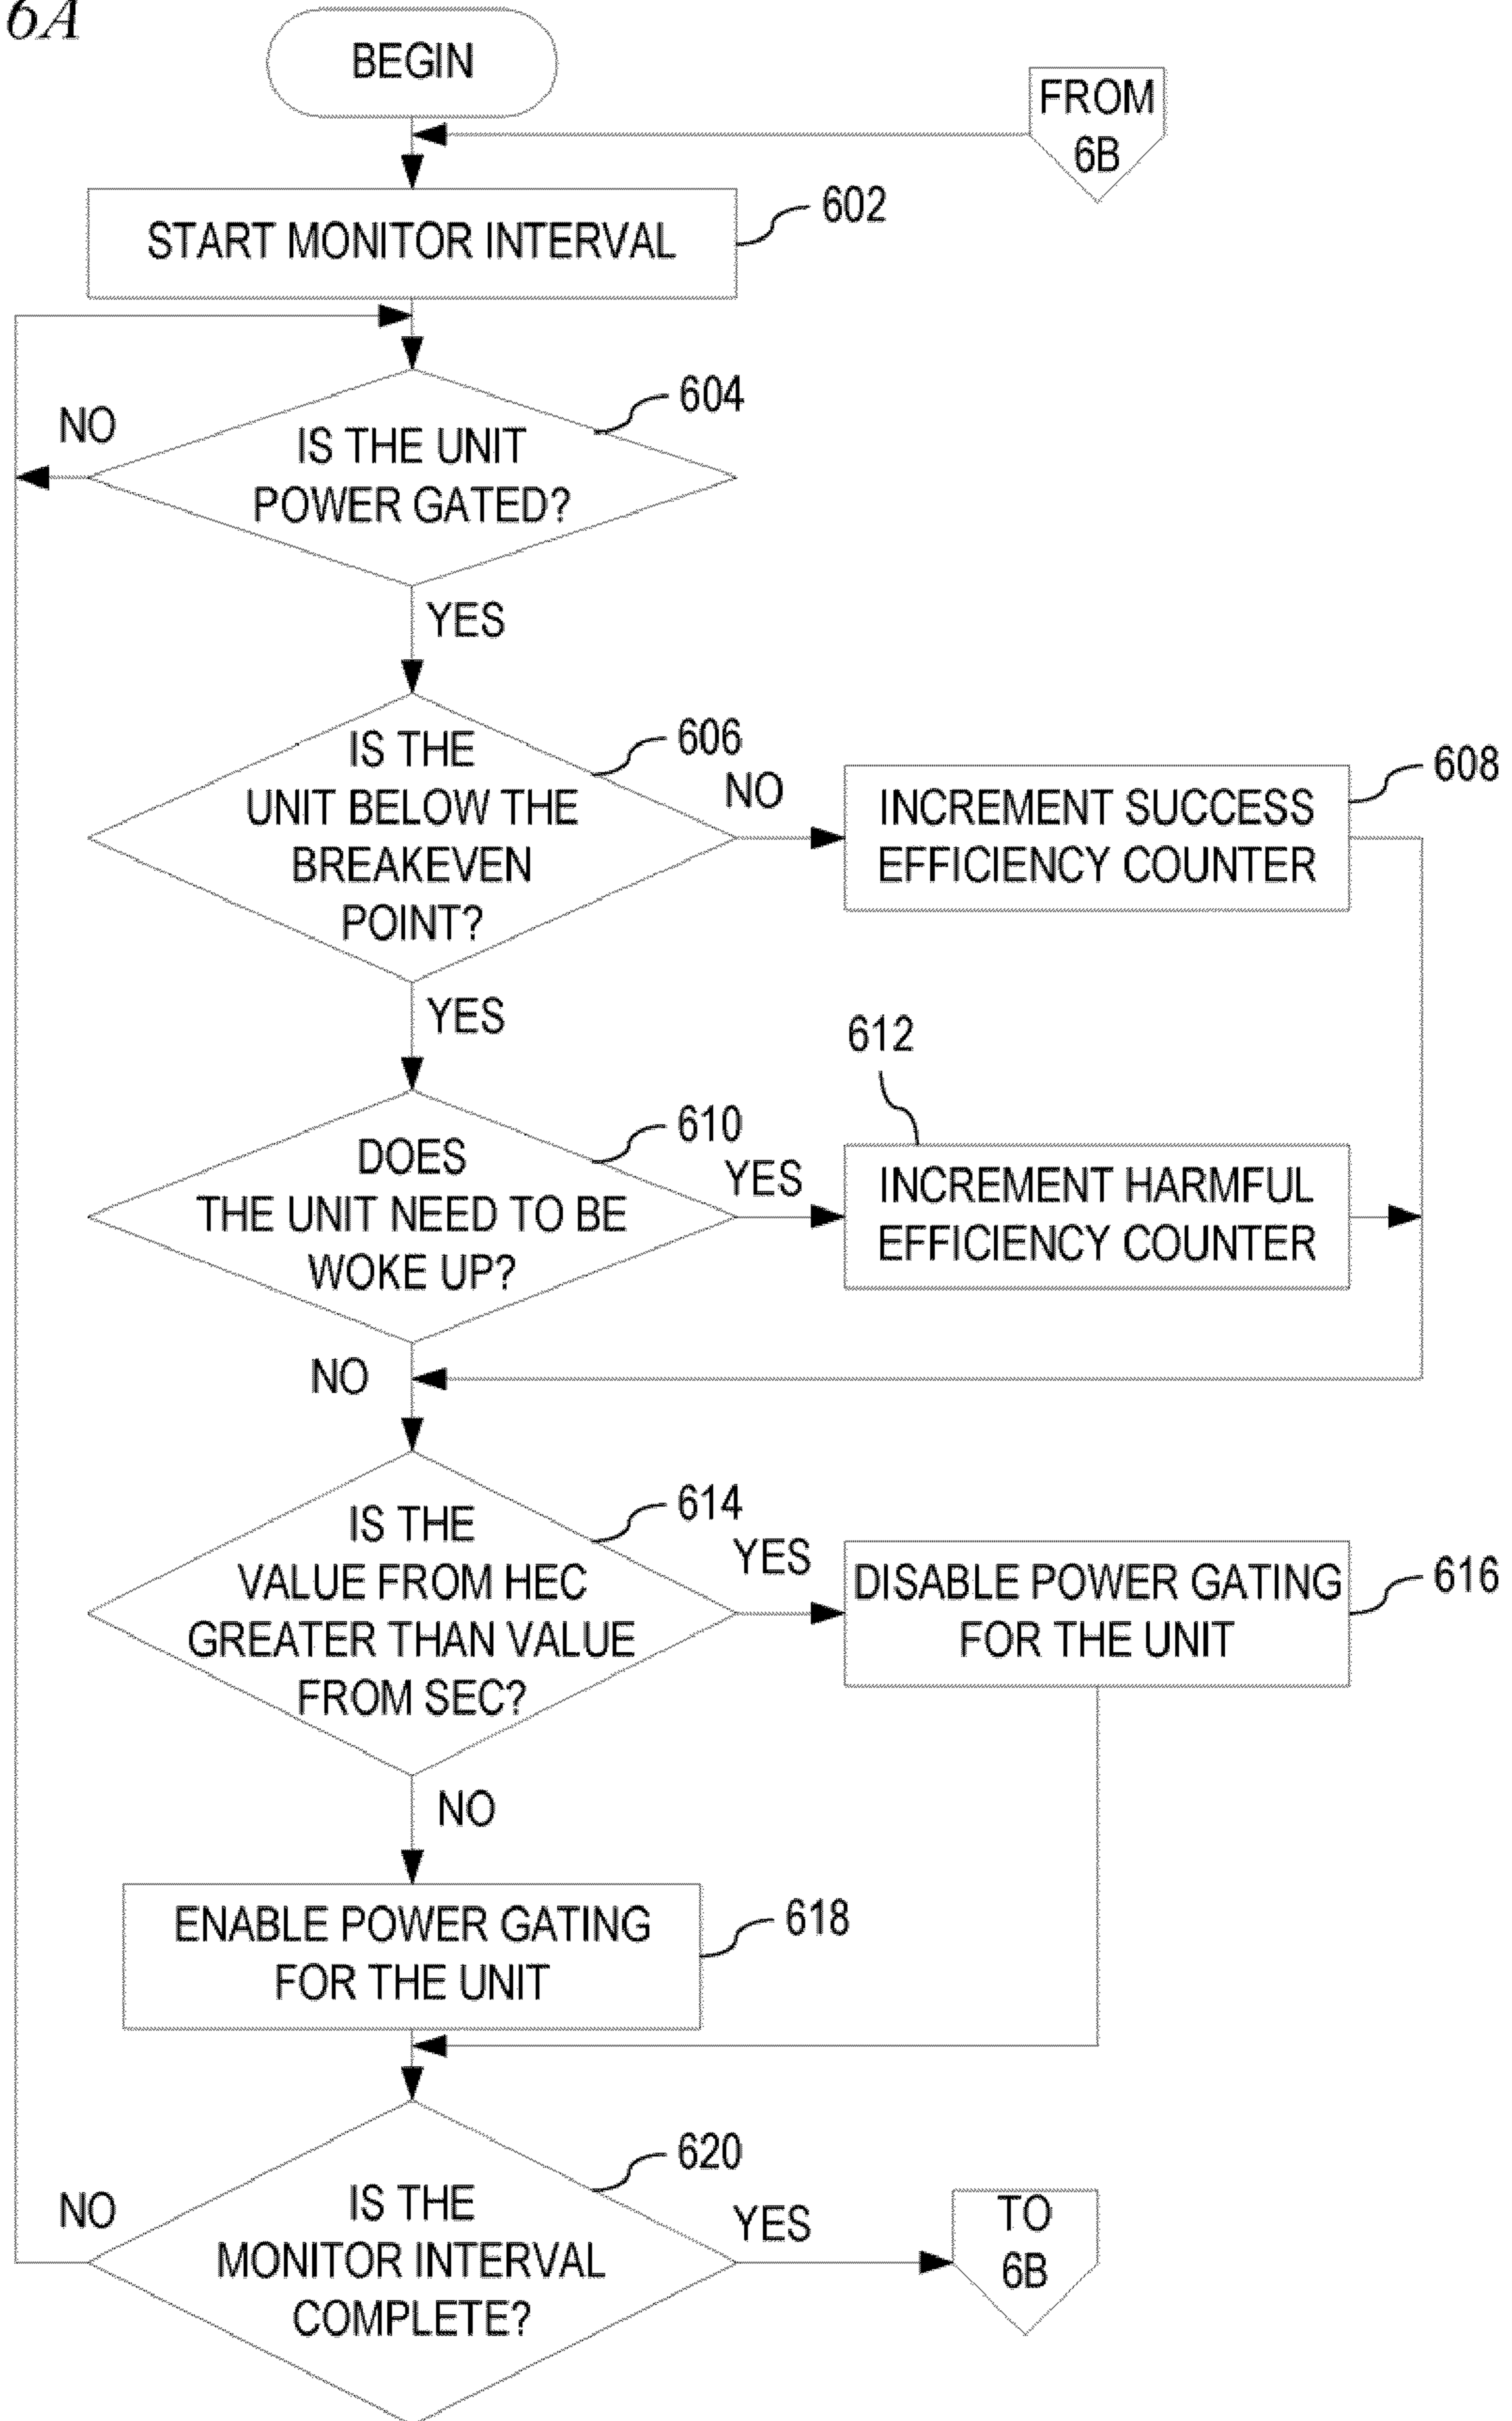 6A
BEGIN
FROM
6B
START MONITOR INTERVAL
602
604
NO
IS THE UNIT
POWER GATED?
YES
606
IS THE
UNIT BELOW THE
BREAKEVEN
POINT?
NO
608
INCREMENT SUCCESS
EFFICIENCY COUNTER
YES
612
610
DOES
THE UNIT NEED TO BE
WOKE UP?
YES
INCREMENT HARMFUL
EFFICIENCY COUNTER
NO
614
IS THE
VALUE FROM HEC
GREATER THAN VALUE
FROM SEC?
YES
DISABLE POWER GATING
FOR THE UNIT
616
NO
ENABLE POWER GATING
FOR THE UNIT
618
620
NO
IS THE
MONITOR INTERVAL
COMPLETE?
YES
TO
6B